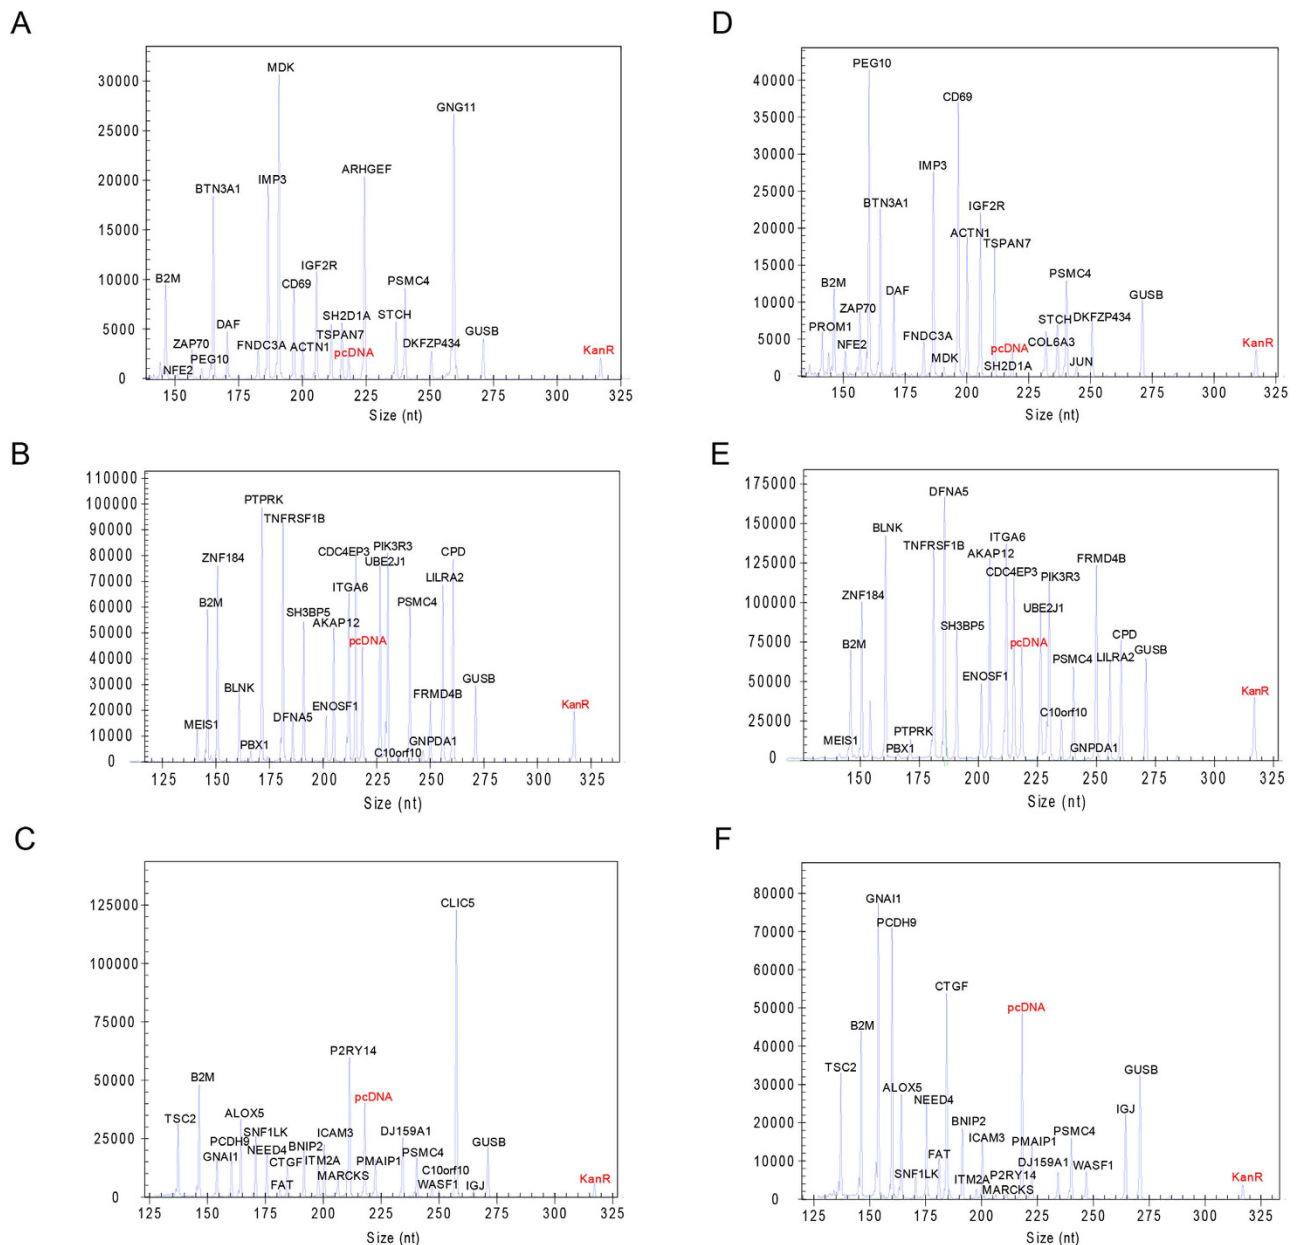 A
30000
25000
20000
15000
10000
5000
0
MDK
GNG11
ARHGEF
IMP3
BTN3A1
IGF2R
B2M
CD69
PSMC4
SH2D1A
STCH
DAF
TSPAN7
ZAP70
FNDC3A
ACTN1
DKFZP434
GUSB
PEG10
pcDNA
KanR
NFE2
150 175 200 225 250 275 300 325
Size (nt)
D
40000
35000
30000
25000
20000
15000
10000
5000
0
PEG10
CD69
IMP3
BTN3A1
IGF2R
ACTN1
TSPAN7
PSMC4
B2M
DAF
ZAP70
PROM1
STCH
DKFZP434
GUSB
NFE2
FNDC3A
COL6A3
MDK
pcDNA
KanR
SH2D1A
JUN
150 175 200 225 250 275 300 325
Size (nt)
B
110000
100000
90000
80000
70000
60000
50000
40000
30000
20000
10000
0
PTPRK
TNFRSF1B
ZNF184
CDC4EP3
PIK3R3
UBE2J1
CPD
B2M
ITGA6
LILRA2
SH3BP5
AKAP12
PSMC4
pcDNA
BLNK
GUSB
MEIS1
DFNA5
ENOSF1
FRMD4B
KanR
PBX1
C10orf10
GNPDA1
125 150 175 200 225 250 275 300 325
Size (nt)
E
175000
150000
125000
100000
75000
50000
25000
0
DFNA5
BLNK
TNFRSF1B
ITGA6
AKAP12
CDC4EP3
FRMD4B
PIK3R3
ZNF184
UBE2J1
SH3BP5
B2M
pcDNA
CPD
PSMC4
LILRA2
GUSB
ENOSF1
KanR
C10orf10
PTPRK
MEIS1
PBX1
GNPDA1
150 175 200 225 250 275 300 325
Size (nt)
C
125000
100000
75000
50000
25000
0
CLIC5
P2RY14
B2M
pcDNA
TSC2
ALOX5
SNF1LK
PCDH9
NEED4
GNAI1
BNIP2
ICAM3
DJ159A1
GUSB
CTGF
ITM2A
PMAIP1
PSMC4
FAT
MARCKS
C10orf10
WASF1
IGJ
KanR
125 150 175 200 225 250 275 300 325
Size (nt)
F
80000
70000
60000
50000
40000
30000
20000
10000
0
GNAI1
PCDH9
CTGF
pcDNA
B2M
TSC2
GUSB
ALOX5
NEED4
BNIP2
IGJ
ICAM3
PMAIP1
PSMC4
FAT
DJ159A1
WASF1
SNF1LK
ITM2A
P2RY14
MARCKS
KanR
125 150 175 200 225 250 275 300 325
Size (nt)